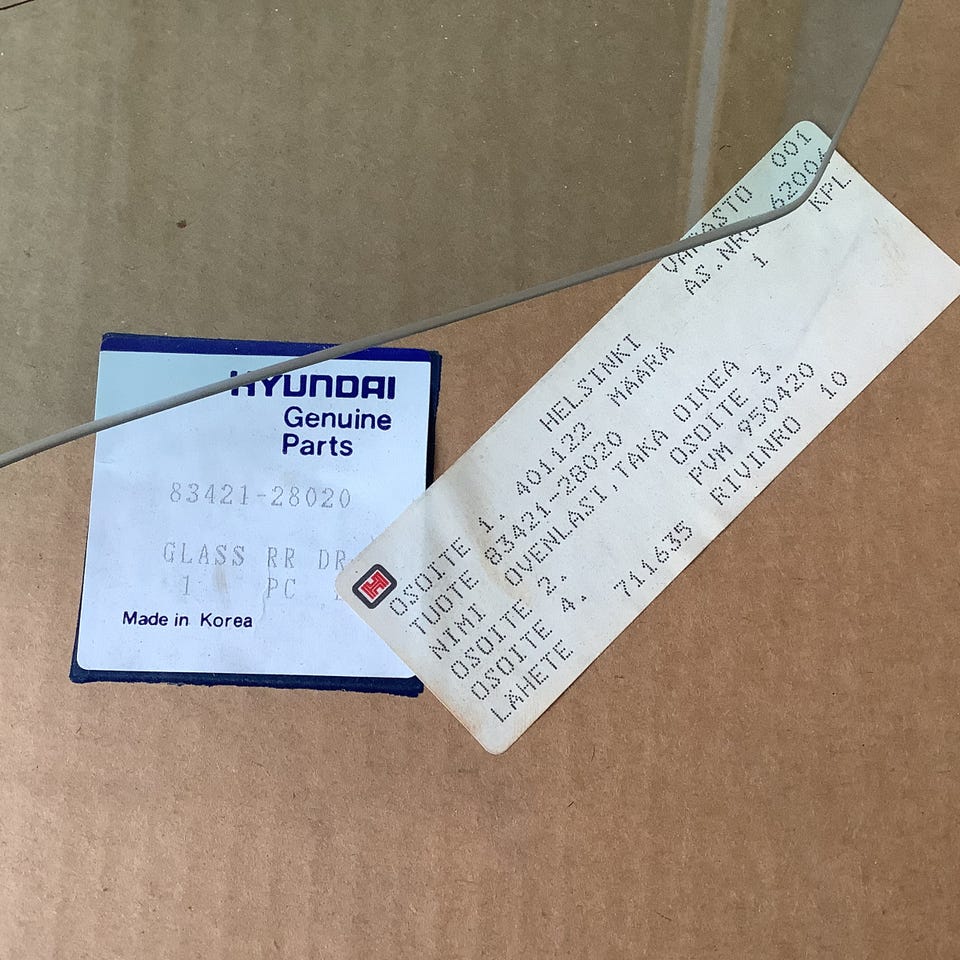 HYUNDAI
Genuine
Parts
83421-28020
GLASS RR DR
1 PC
Made in Korea
HELSINKI VARASTO 001
OSOITE 1. 401122 AS.NRO 62004
TUOTE 83421-28020 MÄÄRÄ 1 KPL
NIMI OVENLASI,TAKA OIKEA
OSOITE 2. OSOITE 3.
OSOITE 4. PVM 950420
LÄHETE 711635 RIVINRO 10